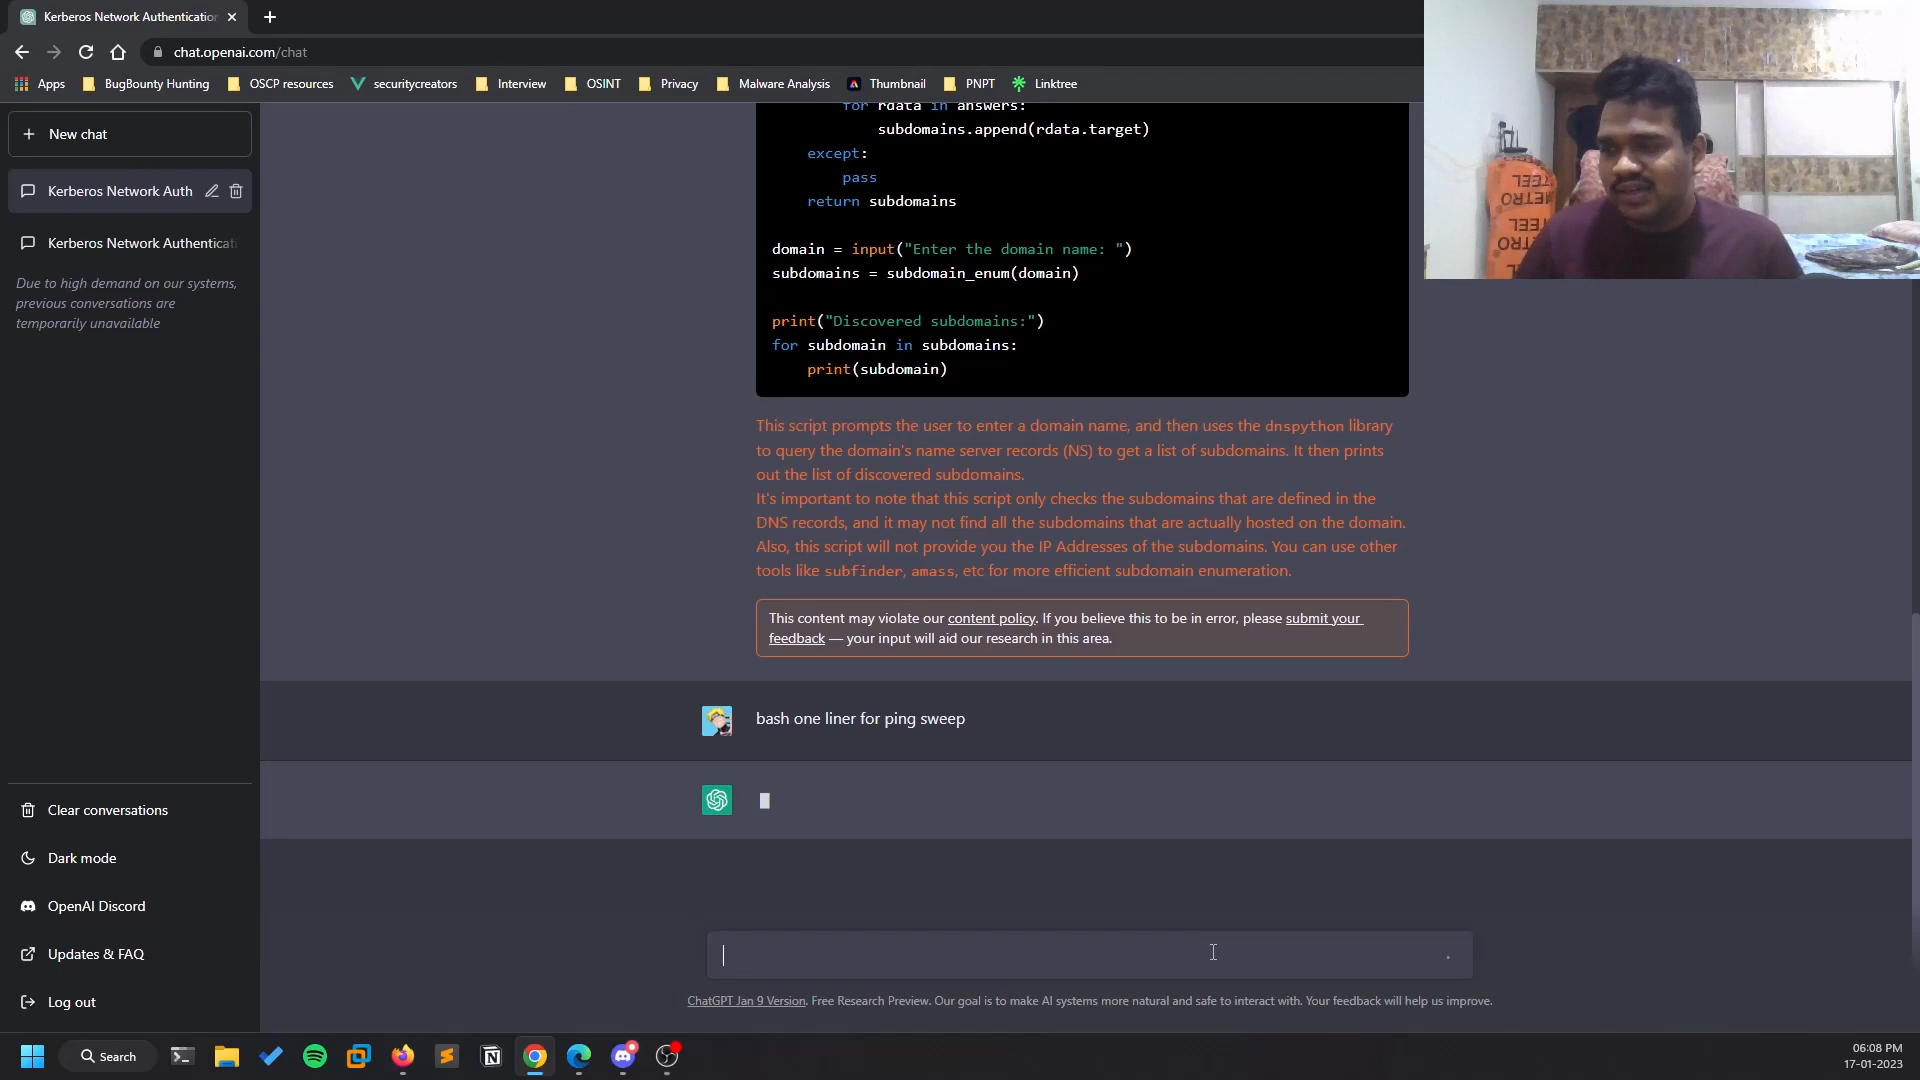 Kerberos Network Authentication
chat.openai.com/chat
Apps
BugBounty Hunting
OSCP resources
securitycreators
Interview
OSINT
Privacy
Malware Analysis
Thumbnail
PNPT
Linktree
New chat
Kerberos Network Auth
Kerberos Network Authenticat
Due to high demand on our systems,
previous conversations are
temporarily unavailable
for rdata in answers:
subdomains.append(rdata.target)
except:
pass
return subdomains
domain = input("Enter the domain name: ")
subdomains = subdomain_enum(domain)
print("Discovered subdomains:")
for subdomain in subdomains:
print(subdomain)
This script prompts the user to enter a domain name, and then uses the dnspython library
to query the domain's name server records (NS) to get a list of subdomains. It then prints
out the list of discovered subdomains.
It's important to note that this script only checks the subdomains that are defined in the
DNS records, and it may not find all the subdomains that are actually hosted on the domain.
Also, this script will not provide you the IP Addresses of the subdomains. You can use other
tools like subfinder, amass, etc for more efficient subdomain enumeration.
This content may violate our content policy. If you believe this to be in error, please submit your
feedback — your input will aid our research in this area.
bash one liner for ping sweep
Clear conversations
Dark mode
OpenAI Discord
Updates & FAQ
Log out
ChatGPT Jan 9 Version. Free Research Preview. Our goal is to make AI systems more natural and safe to interact with. Your feedback will help us improve.
Search
06:08 PM
17-01-2023